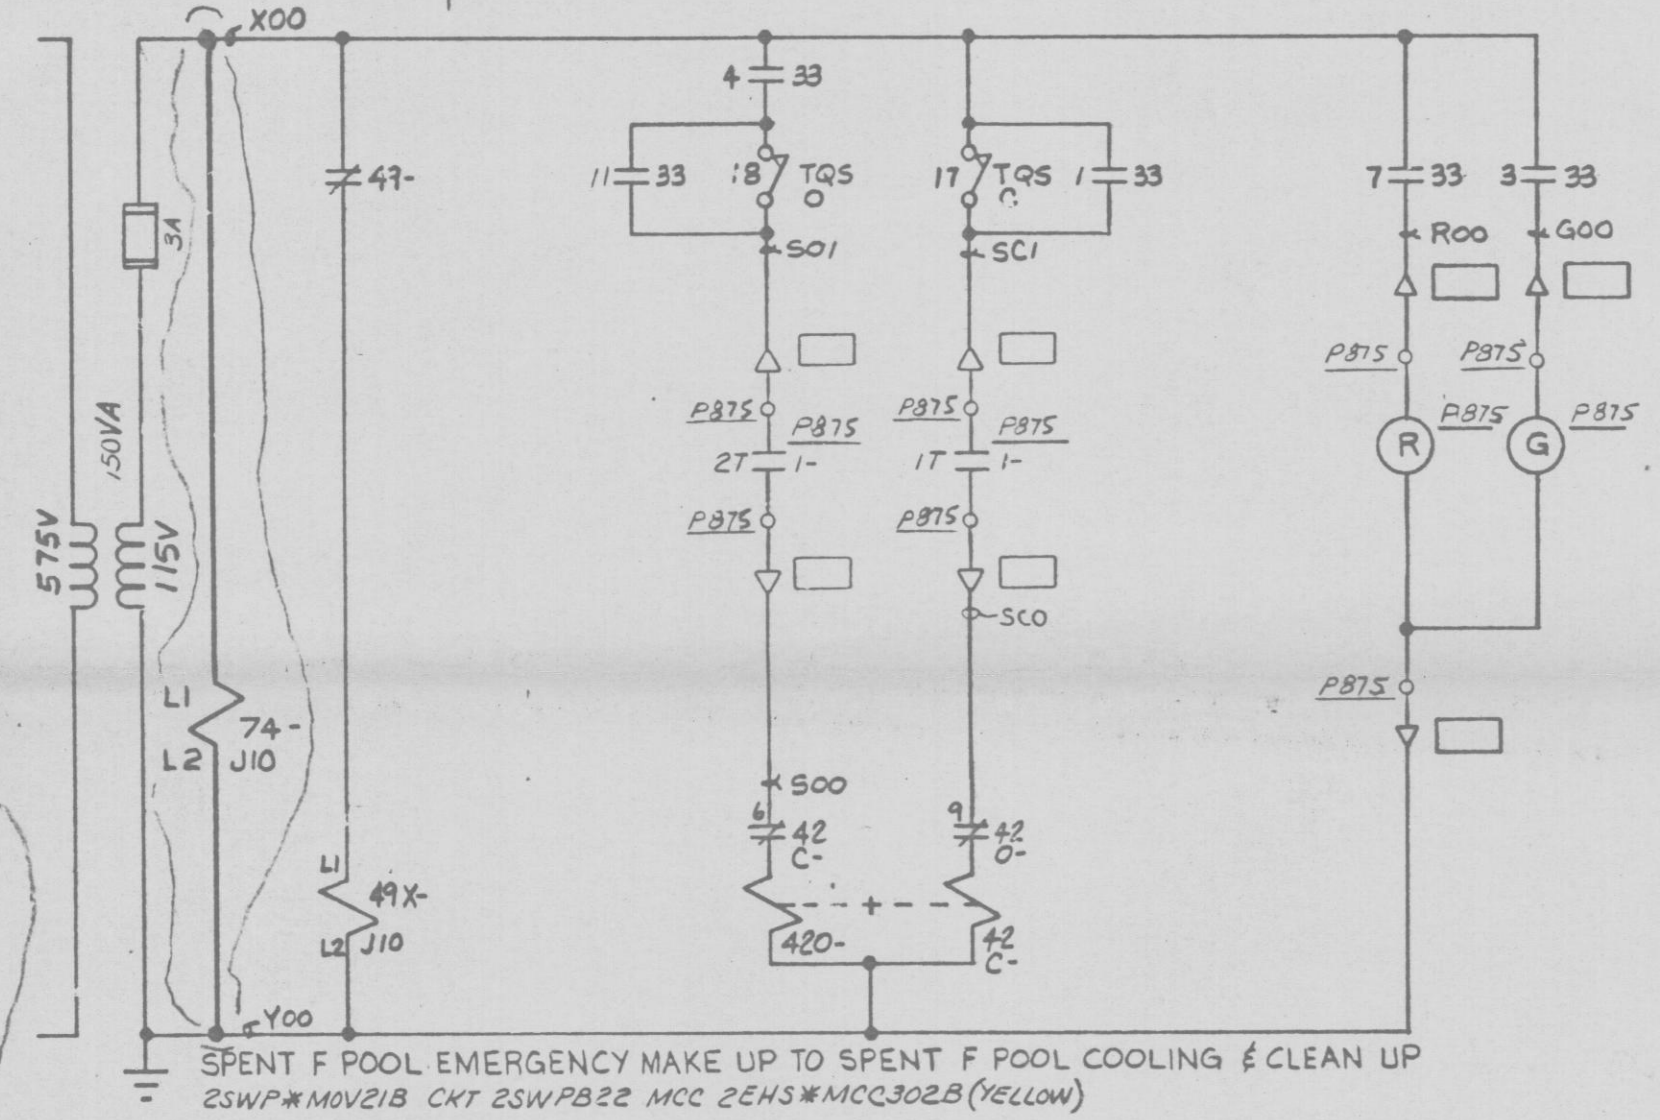 X00
4 33
11 33
18 TQS
O
17 TQS
C
1 33
7 33
3 33
49-
3A
S01
SC1
R00
G00
P875
P875
P875
P875
150VA
P875
P875
P875
P875
2T 1-
1T 1-
R
G
P875
P875
575V
115V
SC0
L1
74-
L2 J10
P875
S00
6
42
C-
9
42
O-
L1
49X-
L2 J10
+
420-
42
C-
Y00
SPENT F POOL EMERGENCY MAKE UP TO SPENT F POOL COOLING & CLEAN UP
2SWP*MOV21B CKT 2SWPB22 MCC 2EHS*MCC302B (YELLOW)